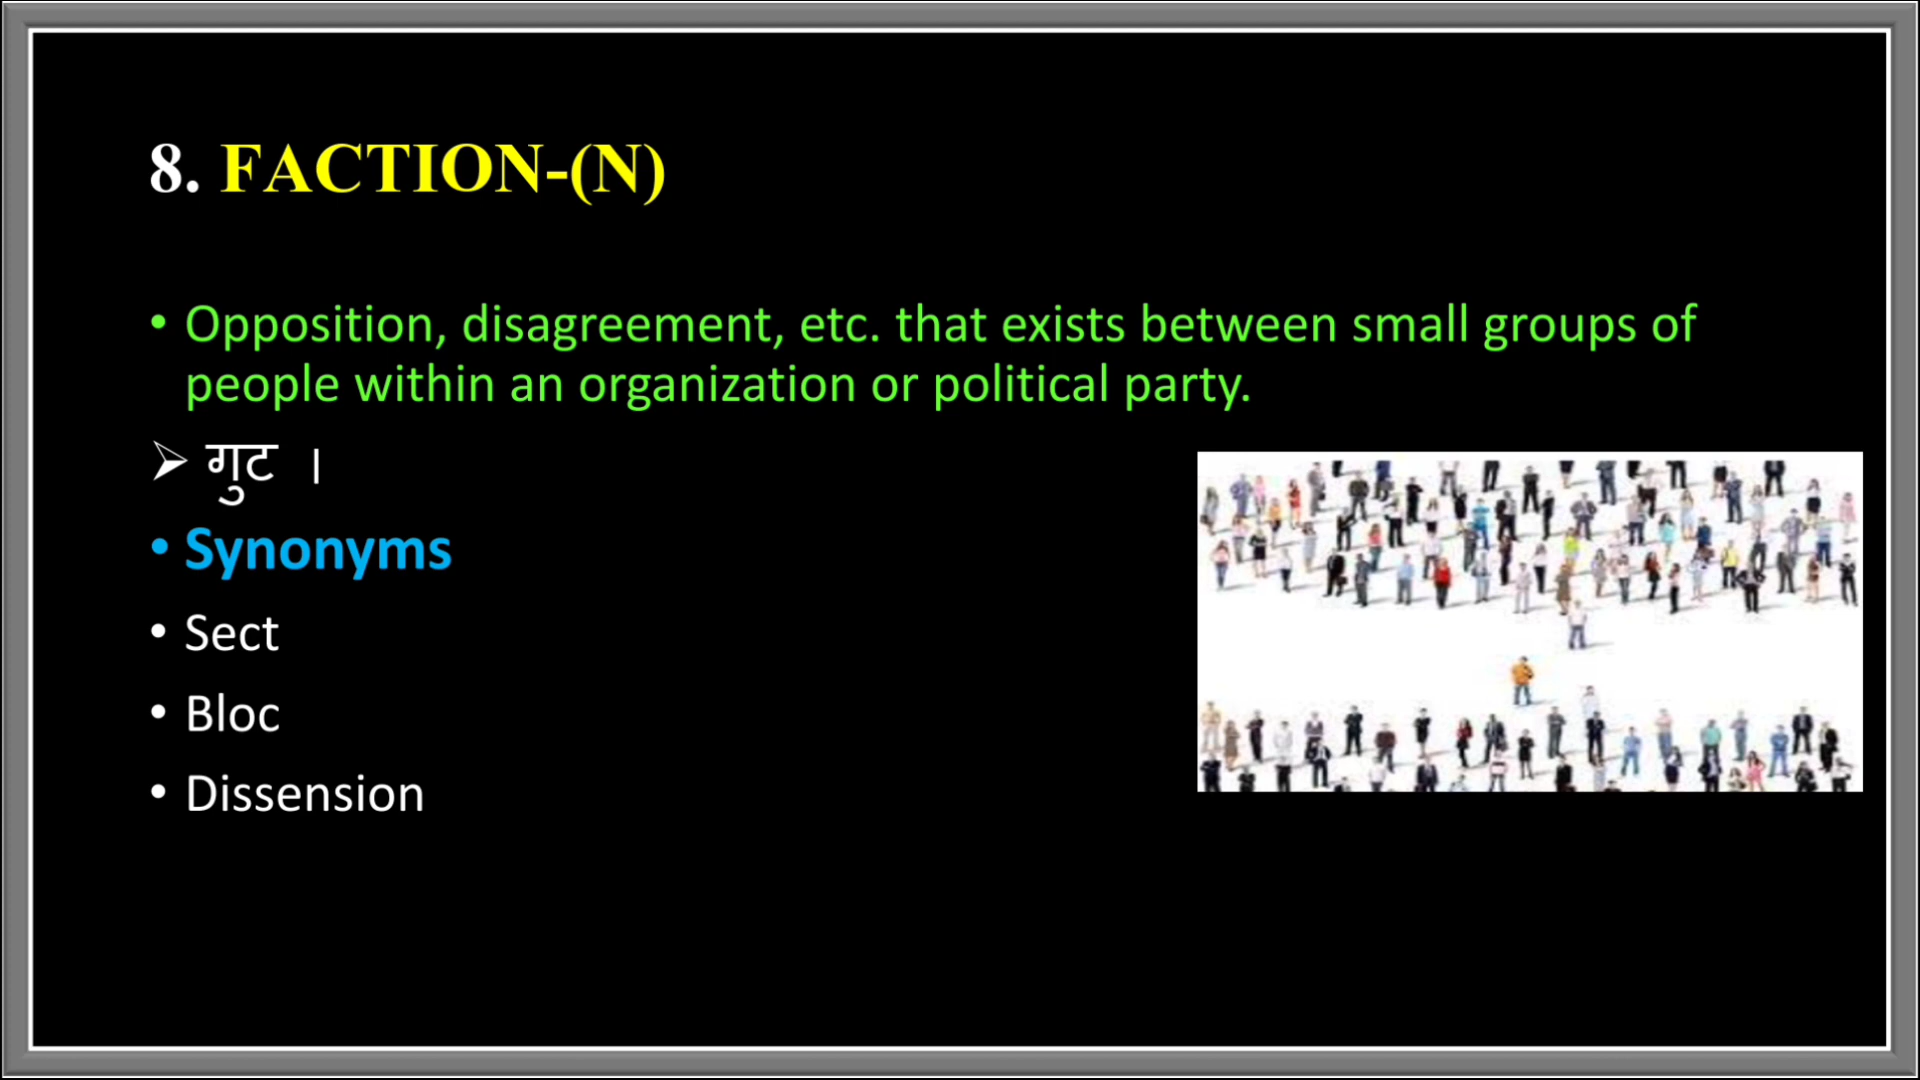 8. FACTION-(N)
• Opposition, disagreement, etc. that exists between small groups of
people within an organization or political party.
➢ गुट ।
• Synonyms
• Sect
• Bloc
• Dissension